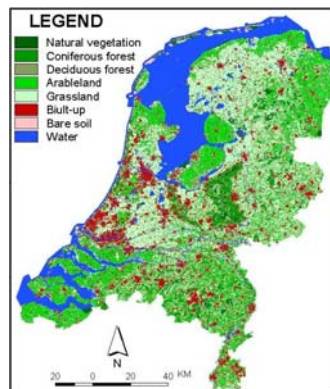 LEGEND
Natural vegetation
Coniferous forest
Deciduous forest
Arableland
Grassland
Biult-up
Bare soil
Water
N
20 0 20 40 KM